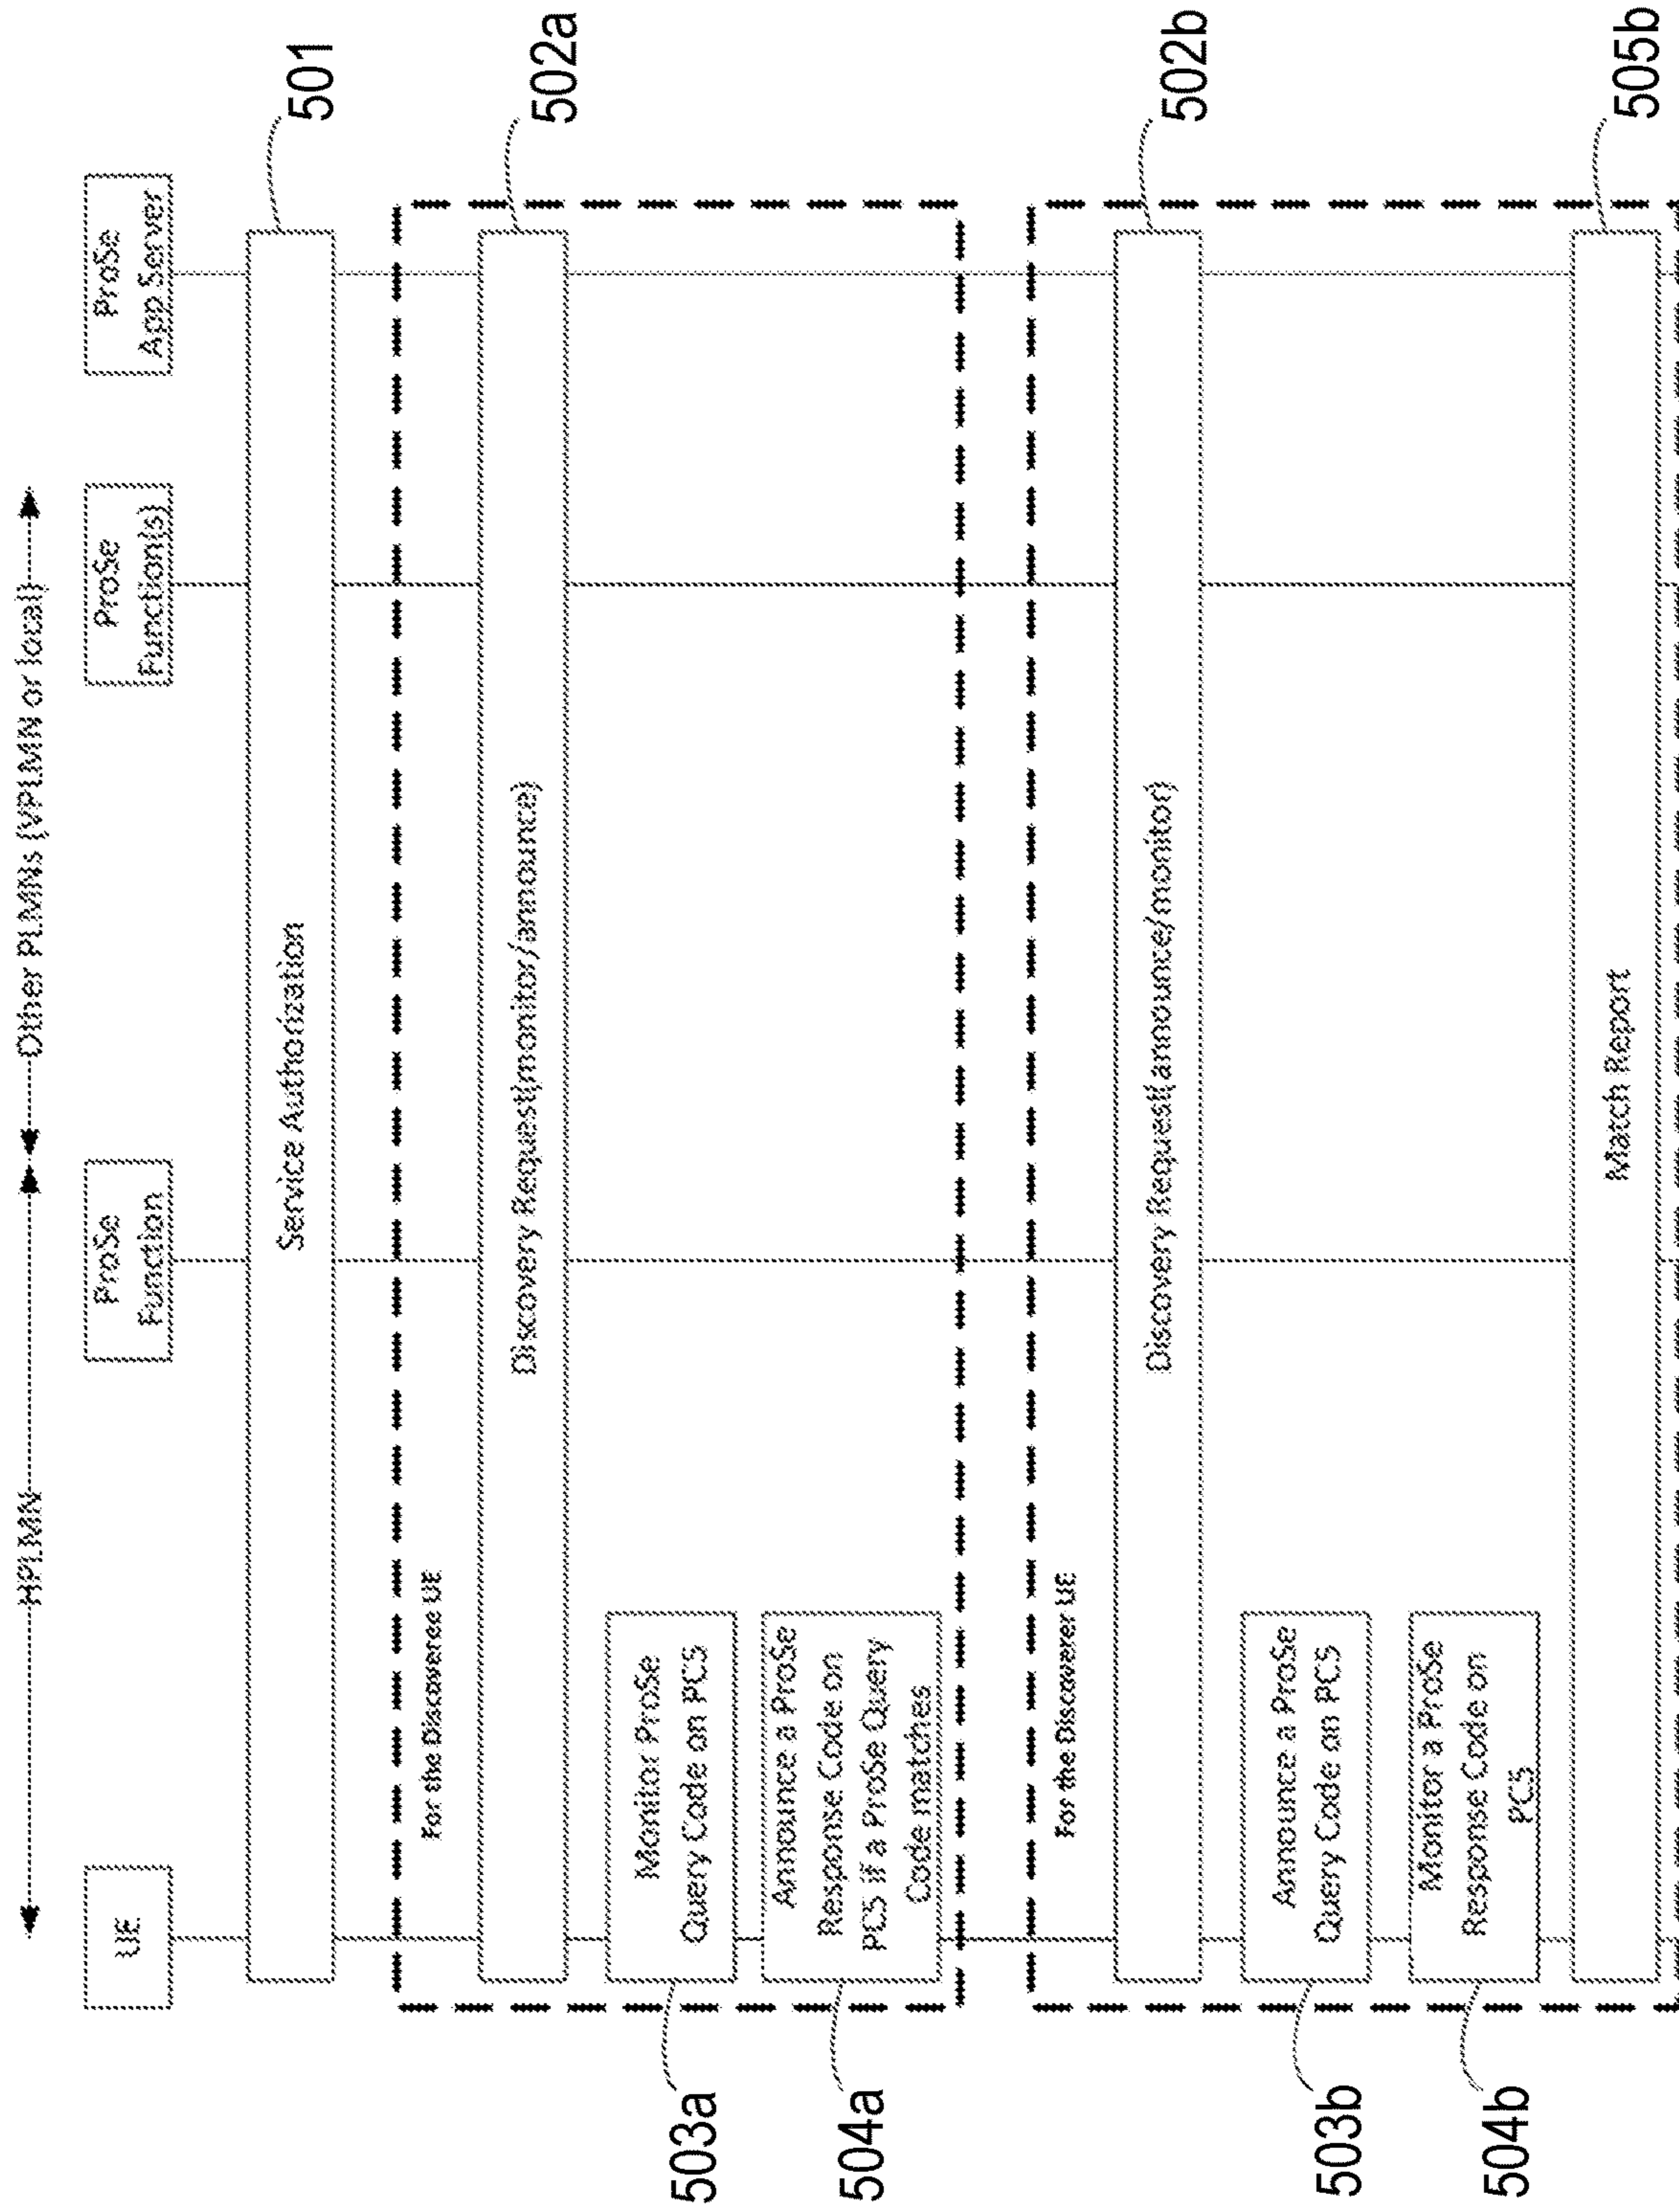 HPLMN
Other PLMNs (VPLMN or local)
UE
ProSe
Function
ProSe
Function(s)
ProSe
App Server
Service Authorization
501
For the Discoveree UE
Discovery Request(monitor/announce)
502a
503a
Monitor ProSe
Query Code on PC5
504a
Announce a ProSe
Response Code on
PC5 if a ProSe Query
Code matches
For the Discoverer UE
Discovery Request(announce/monitor)
502b
503b
Announce a ProSe
Query Code on PC5
504b
Monitor a ProSe
Response Code on
PC5
Match Report
505b